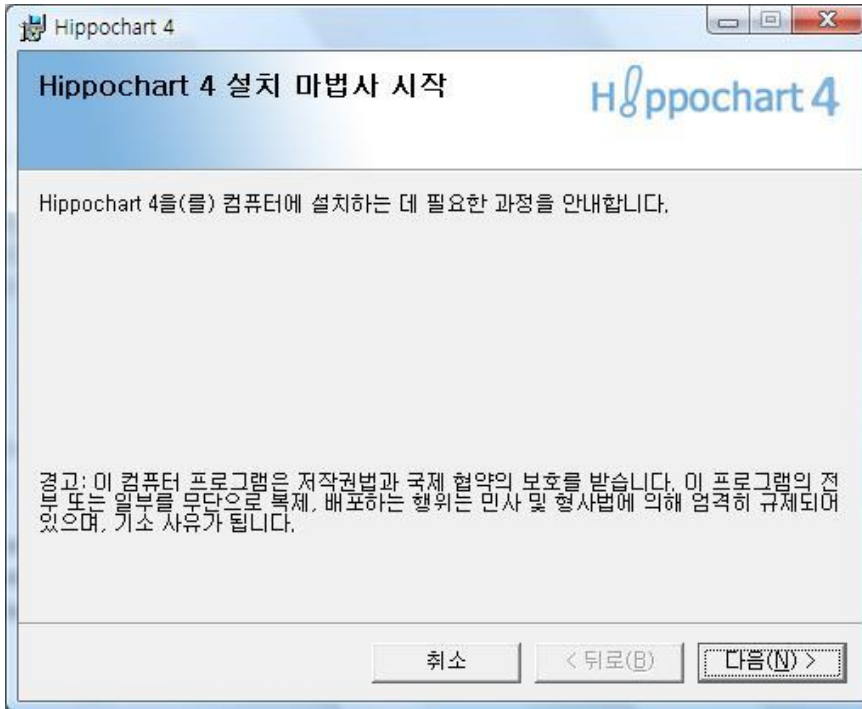 Hippochart 4
Hippochart 4 설치 마법사 시작
Hippochart 4
Hippochart 4을(를) 컴퓨터에 설치하는 데 필요한 과정을 안내합니다.
경고: 이 컴퓨터 프로그램은 저작권법과 국제 협약의 보호를 받습니다. 이 프로그램의 전
부 또는 일부를 무단으로 복제, 배포하는 행위는 민사 및 형사법에 의해 엄격히 규제되어
있으며, 기소 사유가 됩니다.
취소
< 뒤로(B)
다음(N) >